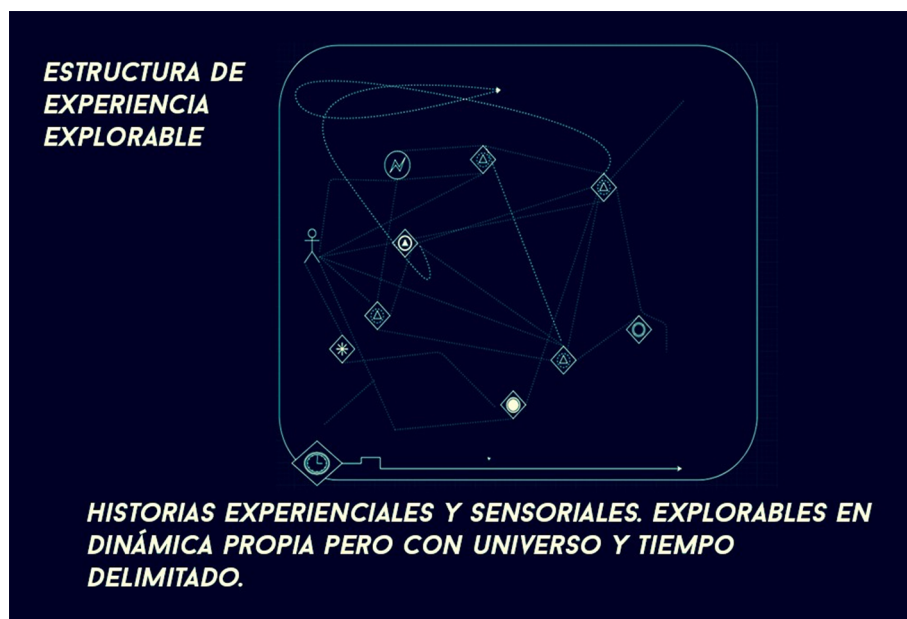 ESTRUCTURA DE
EXPERIENCIA
EXPLORABLE
HISTORIAS EXPERIENCIALES Y SENSORIALES. EXPLORABLES EN
DINÁMICA PROPIA PERO CON UNIVERSO Y TIEMPO
DELIMITADO.